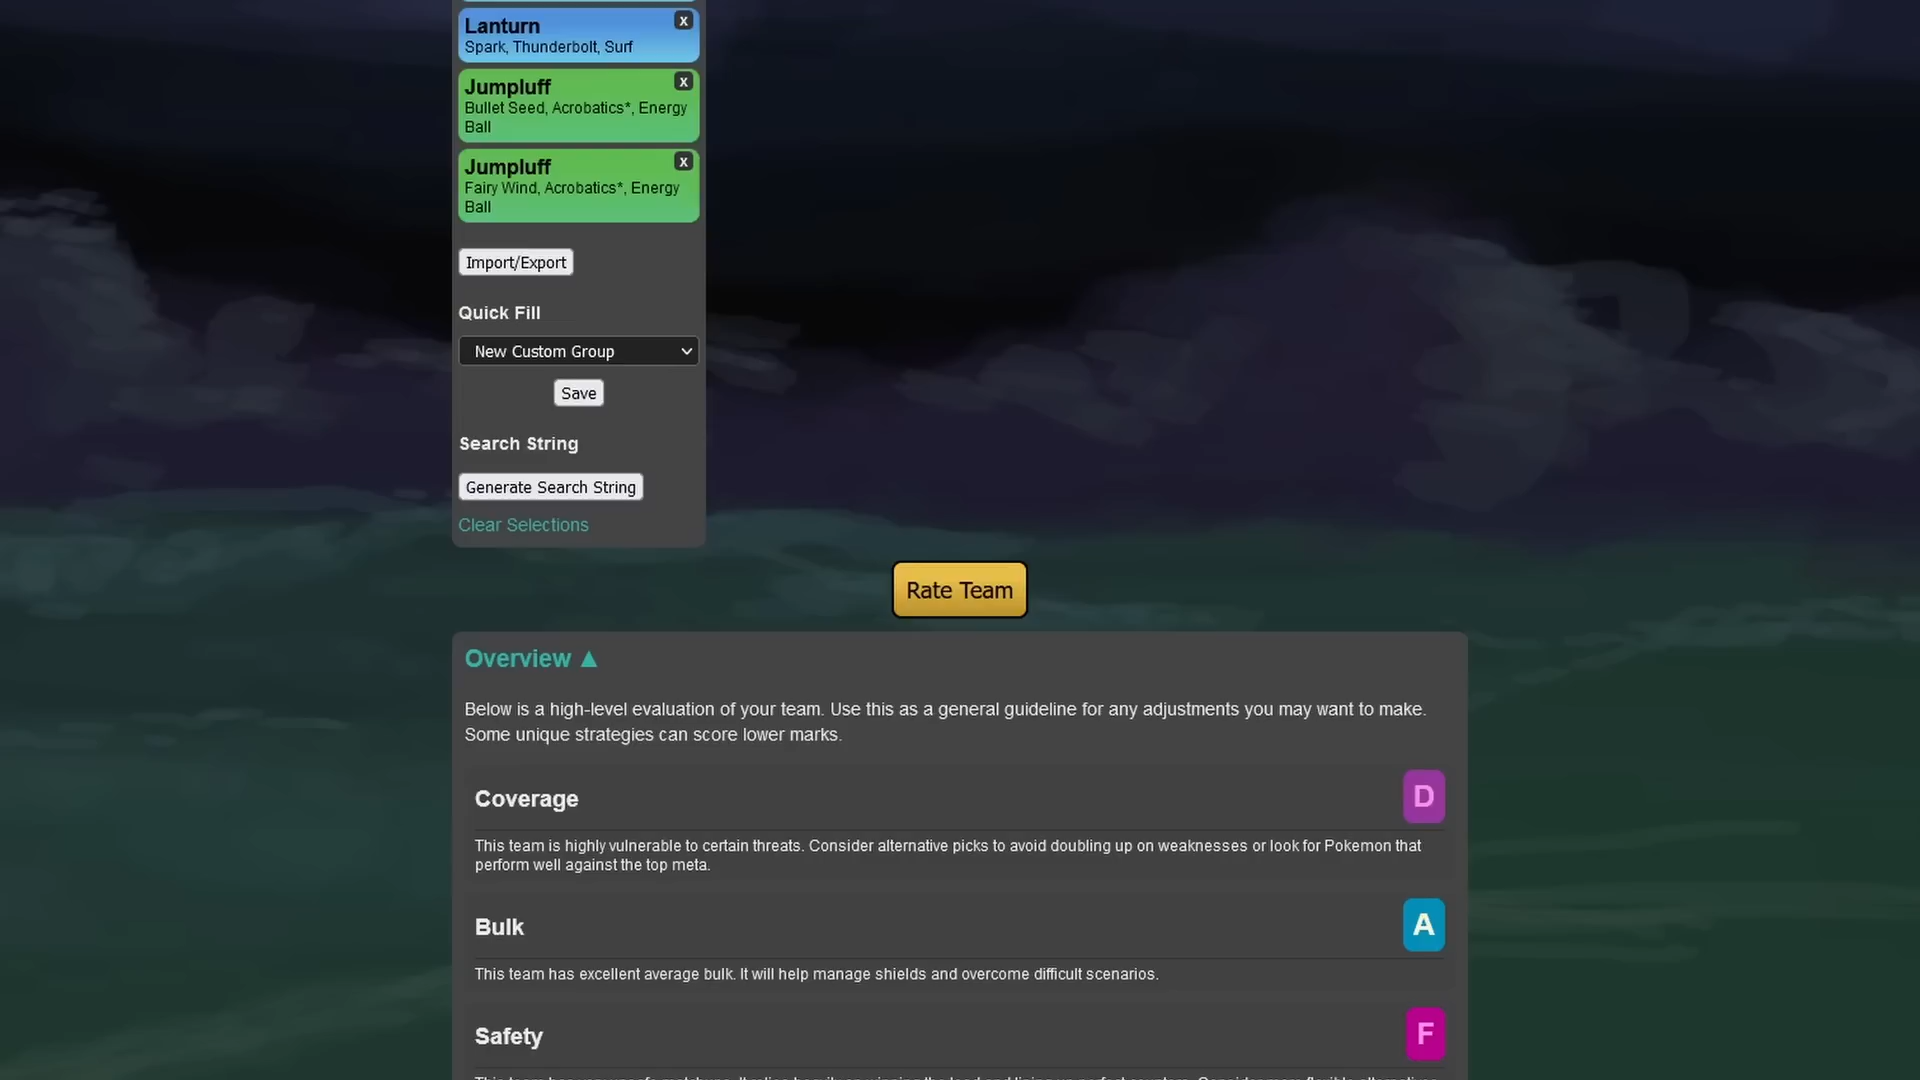 Lanturn
X
Spark, Thunderbolt, Surf
Jumpluff
X
Bullet Seed, Acrobatics*, Energy
Ball
Jumpluff
X
Fairy Wind, Acrobatics*, Energy
Ball
Import/Export
Quick Fill
New Custom Group
Save
Search String
Generate Search String
Clear Selections
Rate Team
Overview ▲
Below is a high-level evaluation of your team. Use this as a general guideline for any adjustments you may want to make.
Some unique strategies can score lower marks.
Coverage
D
This team is highly vulnerable to certain threats. Consider alternative picks to avoid doubling up on weaknesses or look for Pokemon that
perform well against the top meta.
Bulk
A
This team has excellent average bulk. It will help manage shields and overcome difficult scenarios.
Safety
F